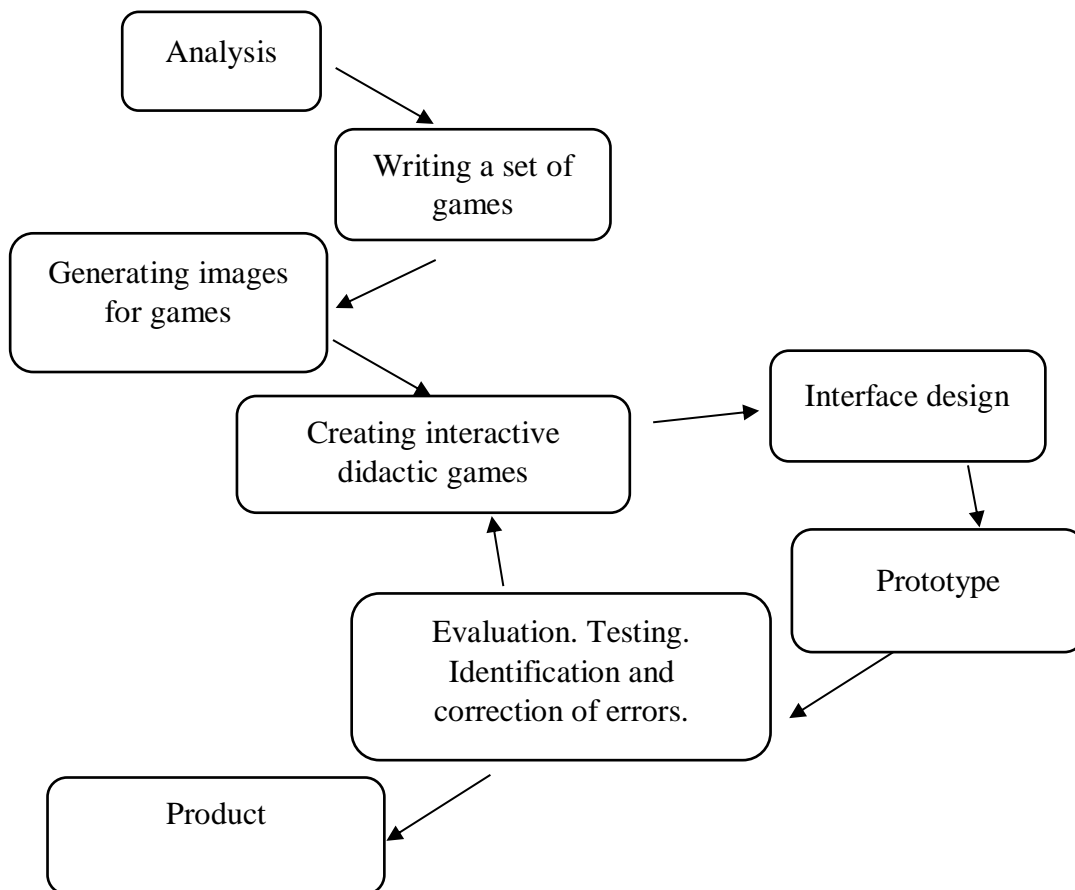 Analysis
Writing a set of
games
Generating images
for games
Creating interactive
didactic games
Interface design
Prototype
Evaluation. Testing.
Identification and
correction of errors.
Product